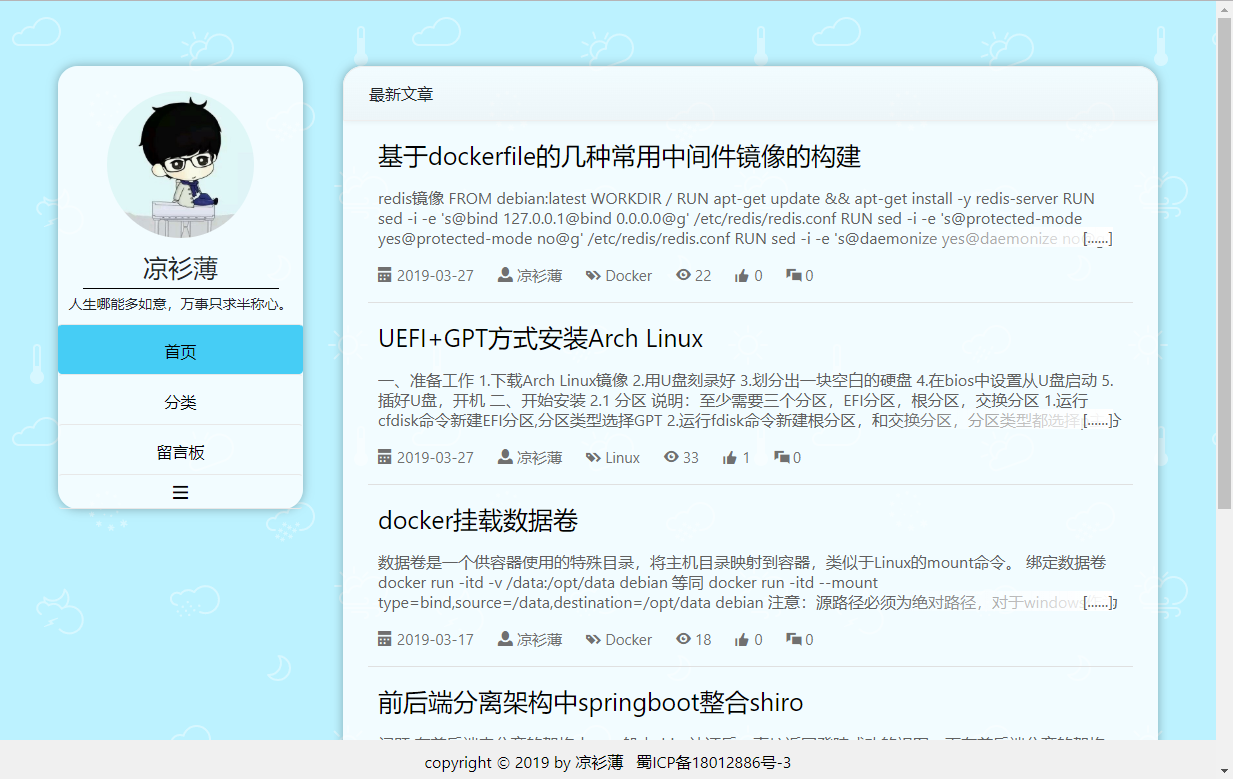 凉衫薄
人生哪能多如意，万事只求半称心。
首页
分类
留言板
最新文章
基于dockerfile的几种常用中间件镜像的构建
redis镜像 FROM debian:latest WORKDIR / RUN apt-get update && apt-get install -y redis-server RUN
sed -i -e 's@bind 127.0.0.1@bind 0.0.0.0@g' /etc/redis/redis.conf RUN sed -i -e 's@protected-mode
yes@protected-mode no@g' /etc/redis/redis.conf RUN sed -i -e 's@daemonize yes@daemonize no [......]
2019-03-27 凉衫薄 Docker 22 0 0
UEFI+GPT方式安装Arch Linux
一、准备工作 1.下载Arch Linux镜像 2.用U盘刻录好 3.划分出一块空白的硬盘 4.在bios中设置从U盘启动 5.
插好U盘，开机 二、开始安装 2.1 分区 说明：至少需要三个分区，EFI分区，根分区，交换分区 1.运行
cfdisk命令新建EFI分区,分区类型选择GPT 2.运行fdisk命令新建根分区，和交换分区，分区类型都选择 [......]
2019-03-27 凉衫薄 Linux 33 1 0
docker挂载数据卷
数据卷是一个供容器使用的特殊目录，将主机目录映射到容器，类似于Linux的mount命令。 绑定数据卷
docker run -itd -v /data:/opt/data debian 等同 docker run -itd --mount
type=bind,source=/data,destination=/opt/data debian 注意：源路径必须为绝对路径，对于windows [......]
2019-03-17 凉衫薄 Docker 18 0 0
前后端分离架构中springboot整合shiro
copyright © 2019 by 凉衫薄 蜀ICP备18012886号-3